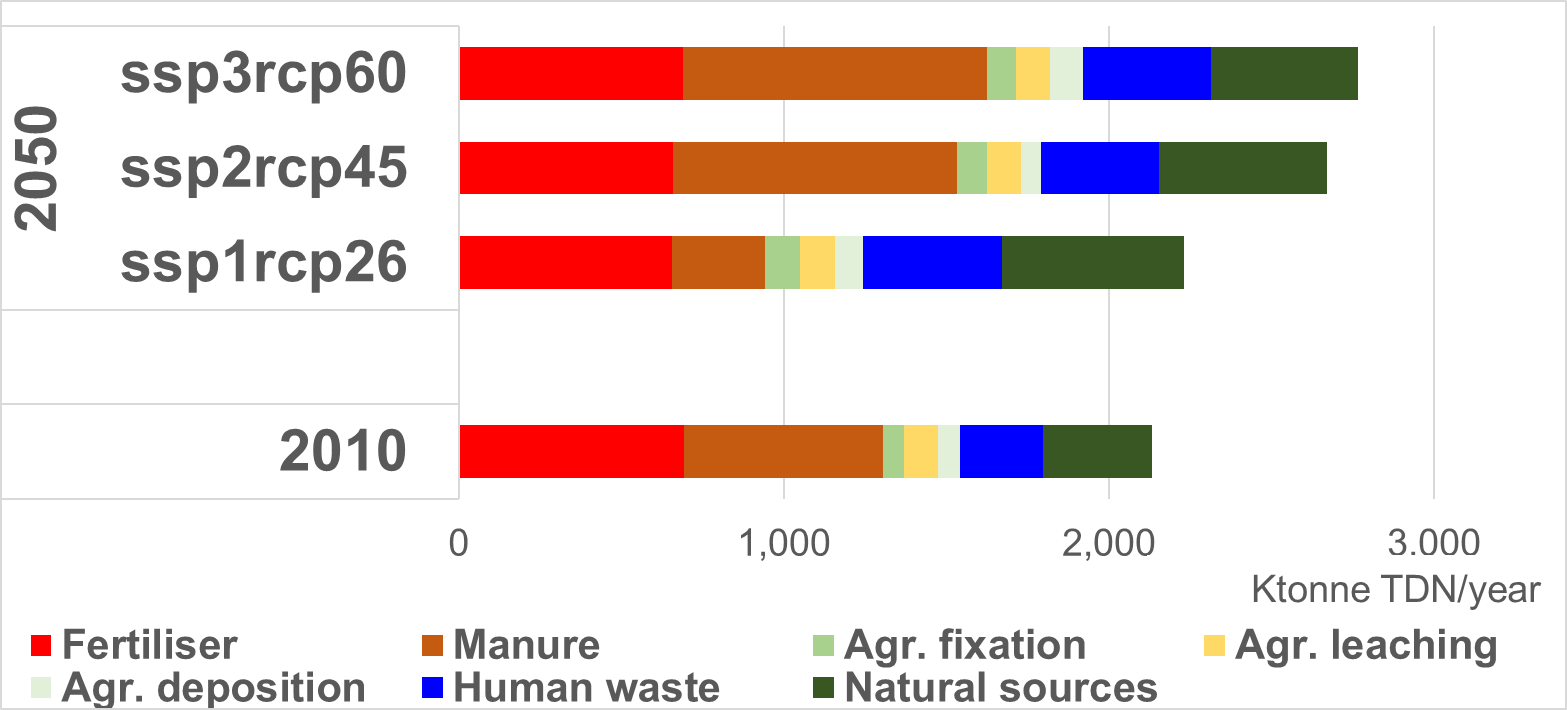 2050
ssp3rcp60
ssp2rcp45
ssp1rcp26
2010
0 1,000 2,000 3.000
Ktonne TDN/year
Fertiliser Manure Agr. fixation Agr. leaching
Agr. deposition Human waste Natural sources